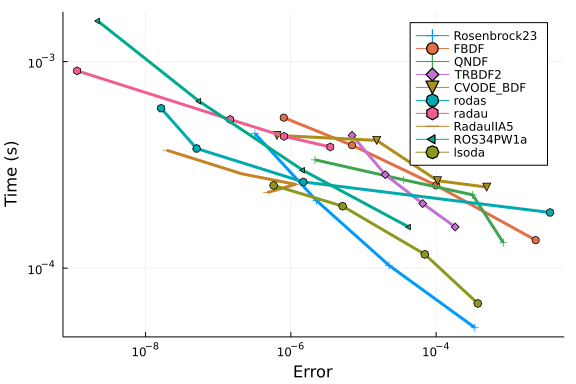 Time (s)
10⁻³
10⁻⁴
10⁻⁸
10⁻⁶
10⁻⁴
Error
Rosenbrock23
FBDF
QNDF
TRBDF2
CVODE_BDF
rodas
radau
RadauIIA5
ROS34PW1a
lsoda